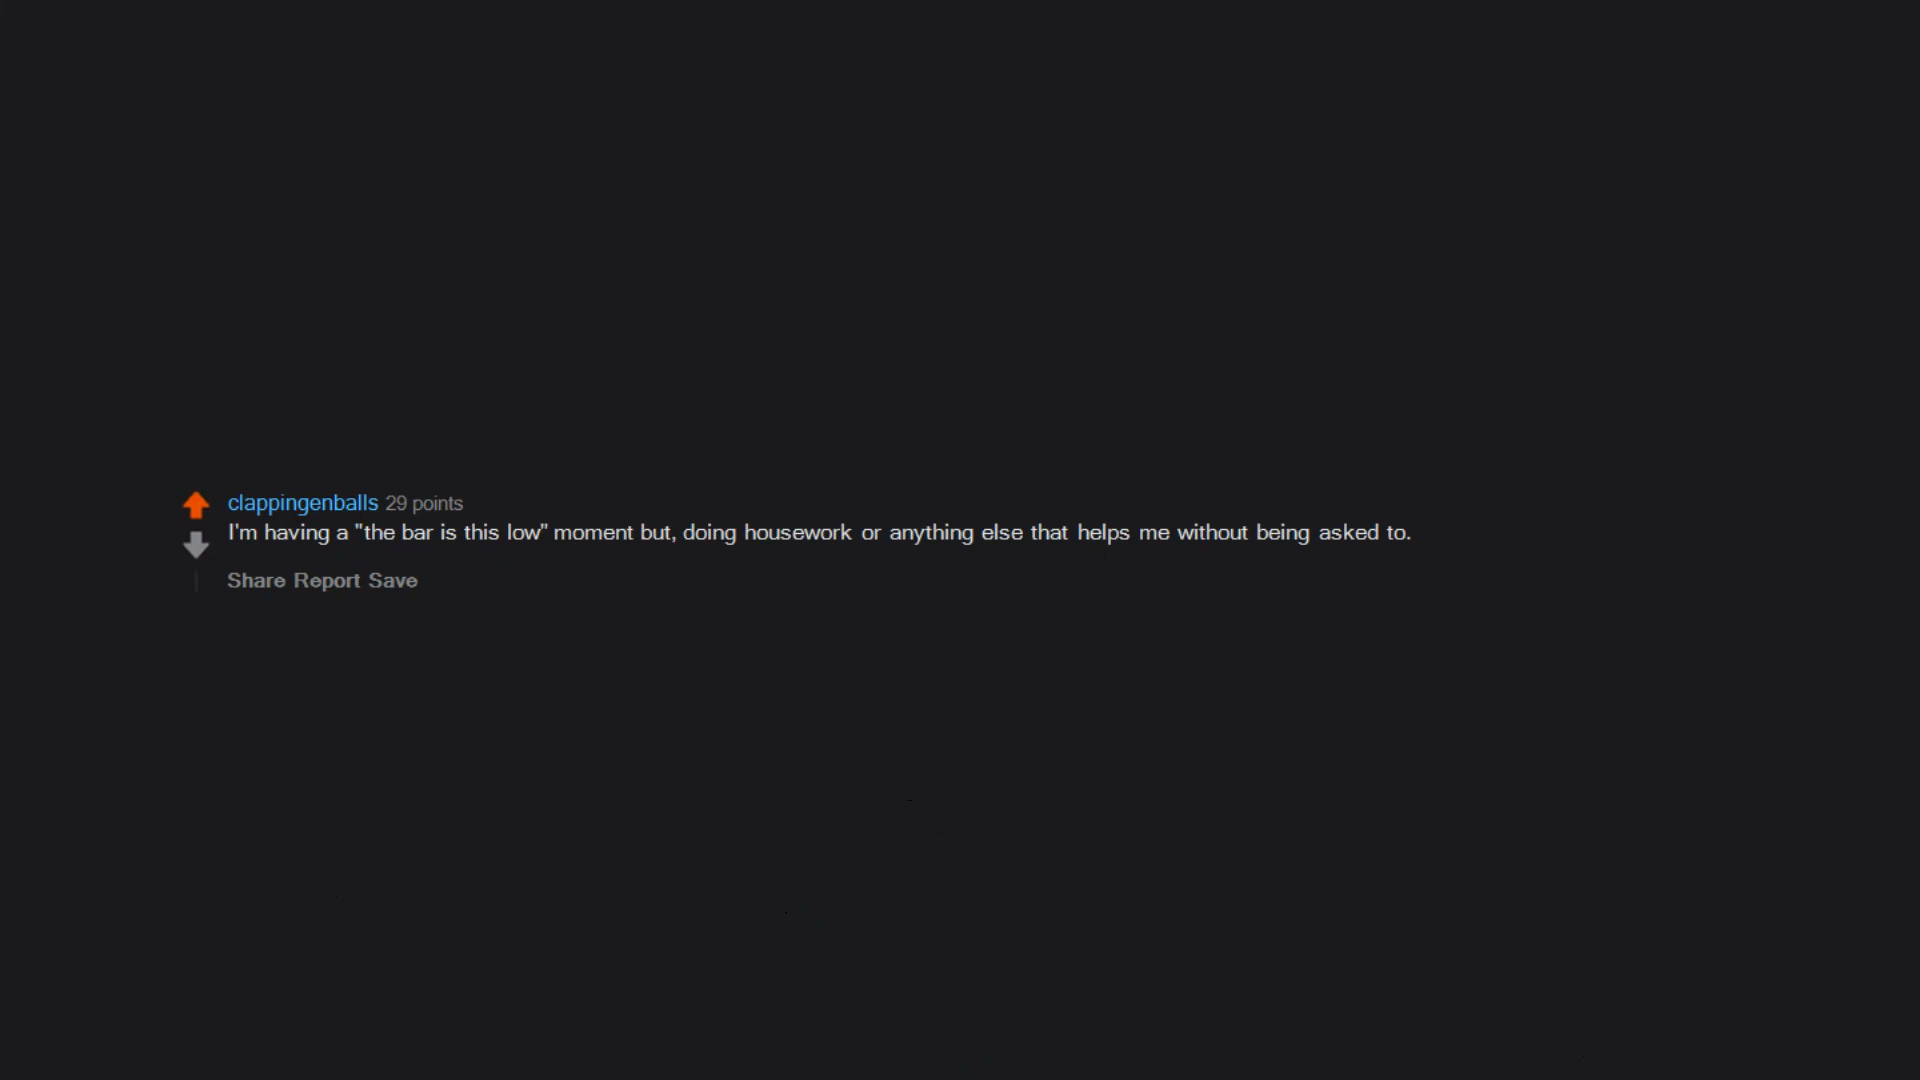 clappingenballs 29 points
I'm having a "the bar is this low" moment but, doing housework or anything else that helps me without being asked to.
Share Report Save